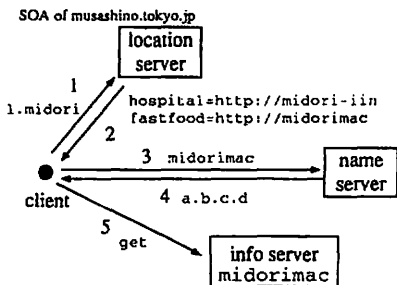 SOA of musashino.tokyo.jp
location
server
1
l.midori
hospital=http://midori-iin
fastfood=http://midorimac
2
3 midorimac
name
server
4 a.b.c.d
client
5
get
info server
midorimac